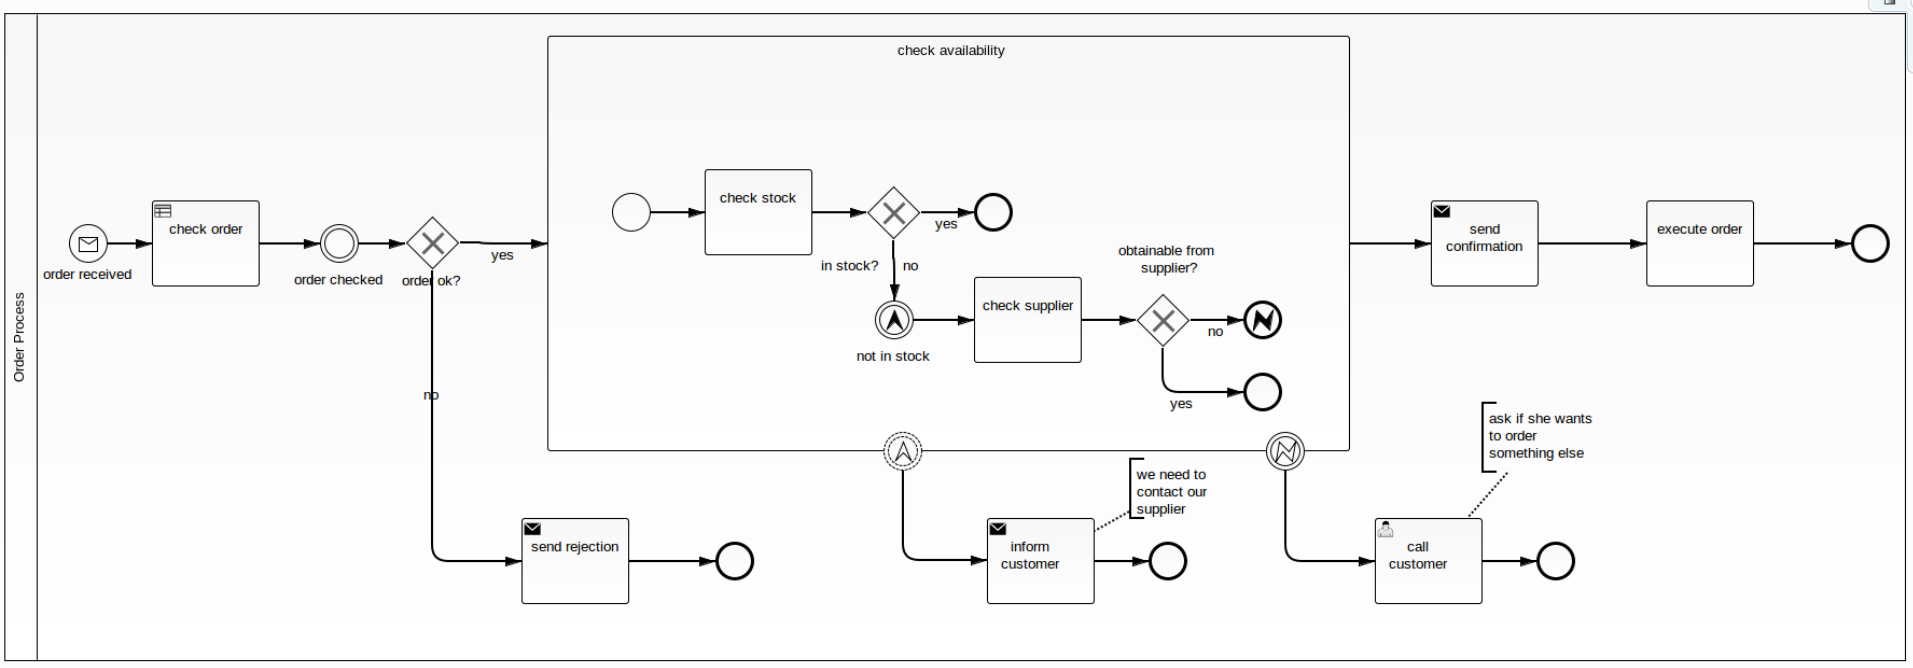 check availability
Order Process
order received
check order
order checked
order ok?
yes
no
check stock
yes
in stock?
no
not in stock
check supplier
obtainable from
supplier?
no
yes
send
confirmation
execute order
send rejection
we need to
contact our
supplier
inform
customer
ask if she wants
to order
something else
call
customer